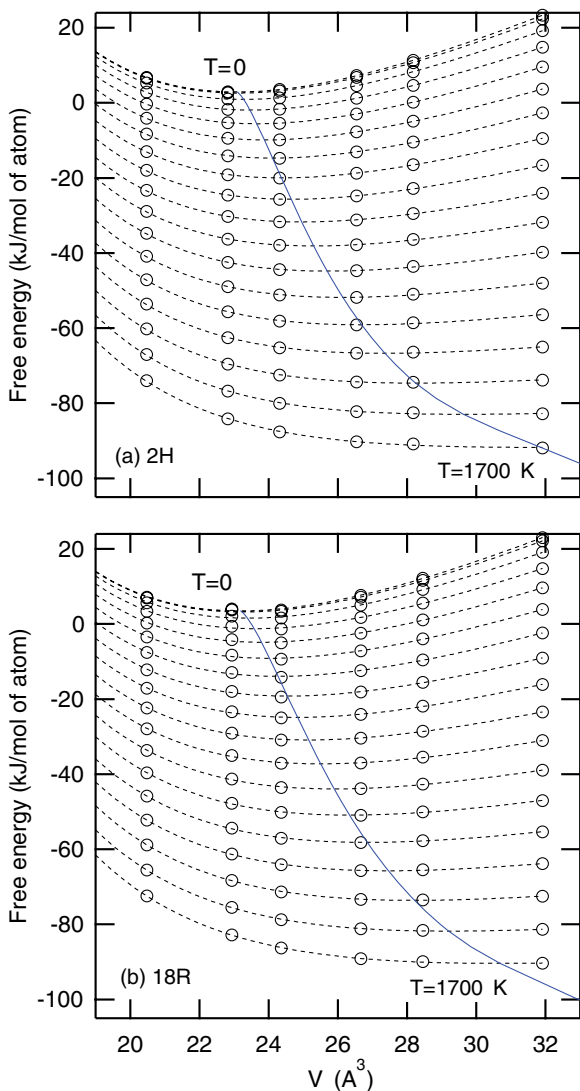 20
0
-20
-40
-60
-80
-100
Free energy (kJ/mol of atom)
T=0
(a) 2H
T=1700 K
20
0
-20
-40
-60
-80
-100
Free energy (kJ/mol of atom)
T=0
(b) 18R
T=1700 K
20 22 24 26 28 30 32
V (A³)